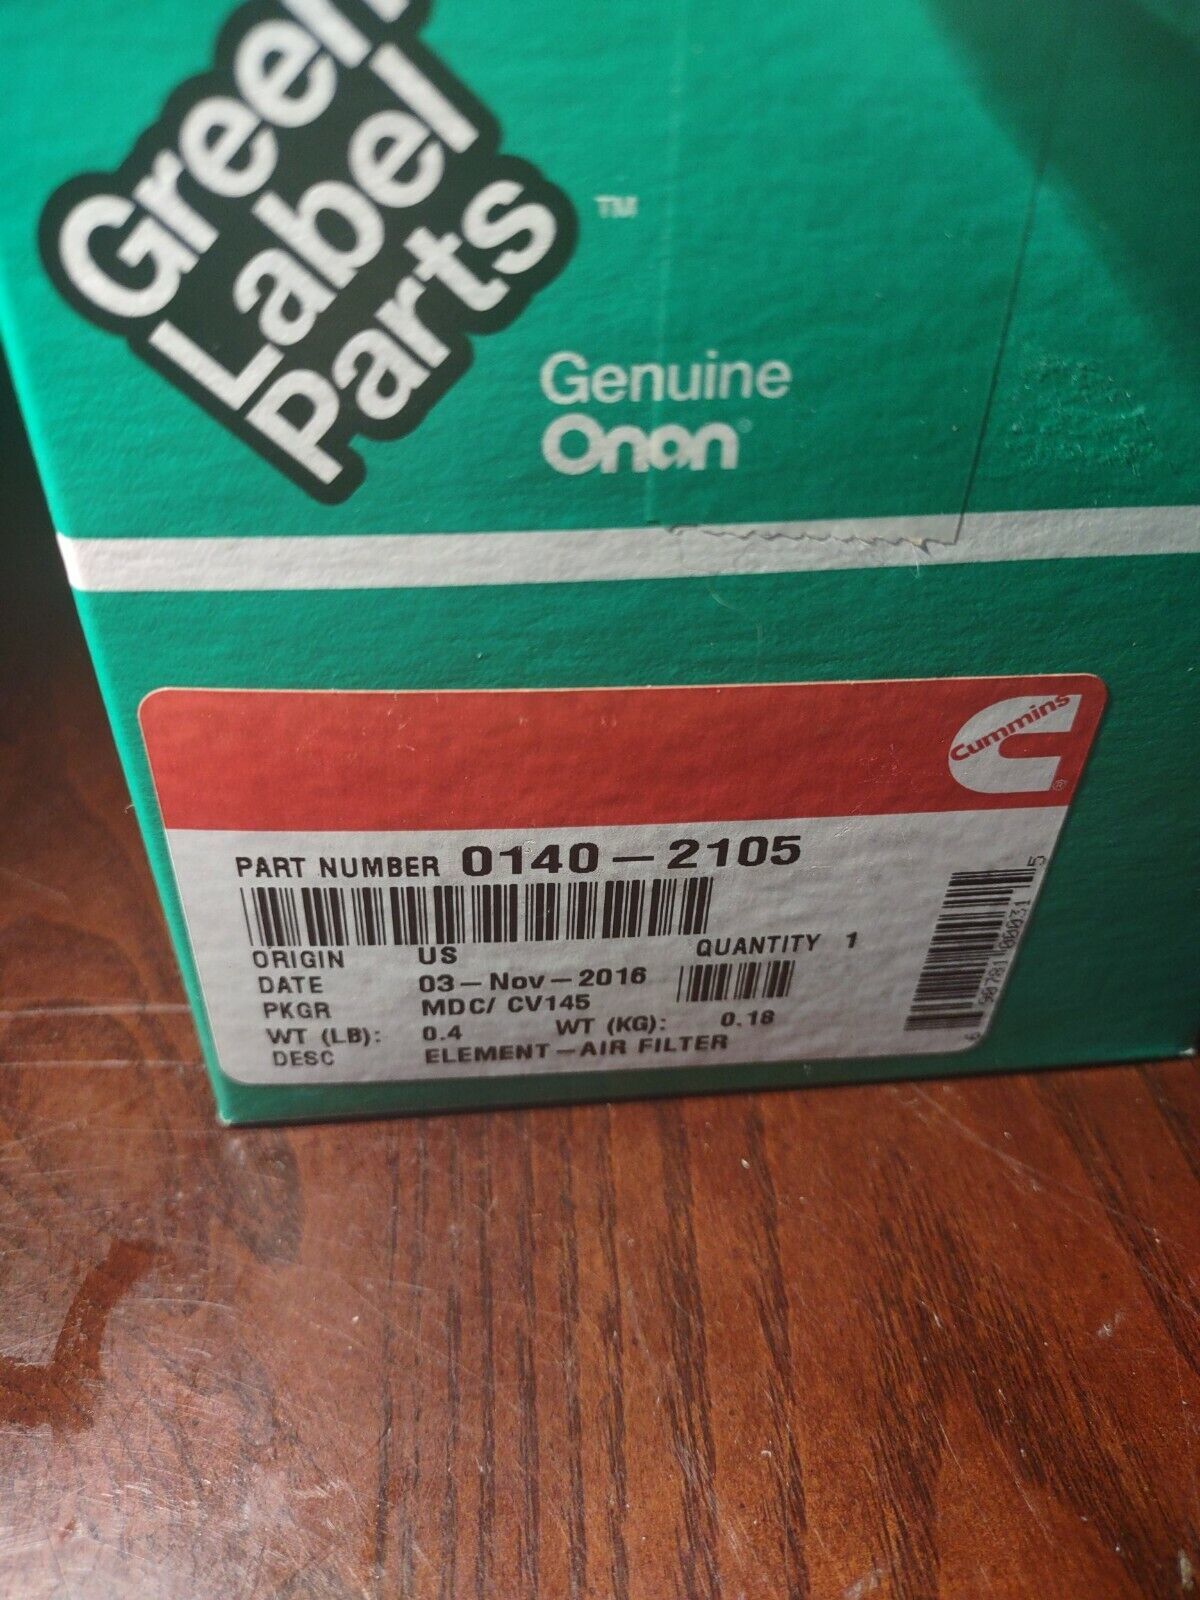 Green
Label
Parts
TM
Genuine
Onan
Cummins
PART NUMBER 0140-2105
ORIGIN US QUANTITY 1
DATE 03-Nov-2016
PKGR MDC/ CV145
WT (LB): 0.4 WT (KG): 0.18
DESC ELEMENT-AIR FILTER